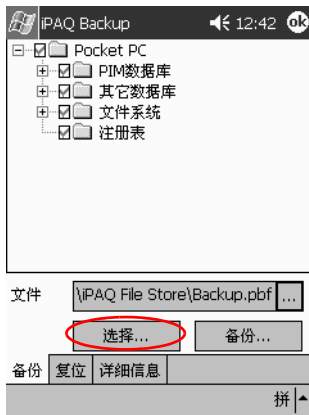 iPAQ Backup 12:42 ok
Pocket PC
PIM数据库
其它数据库
文件系统
注册表
文件 \iPAQ File Store\Backup.pbf ...
选择... 备份...
备份 复位 详细信息
拼